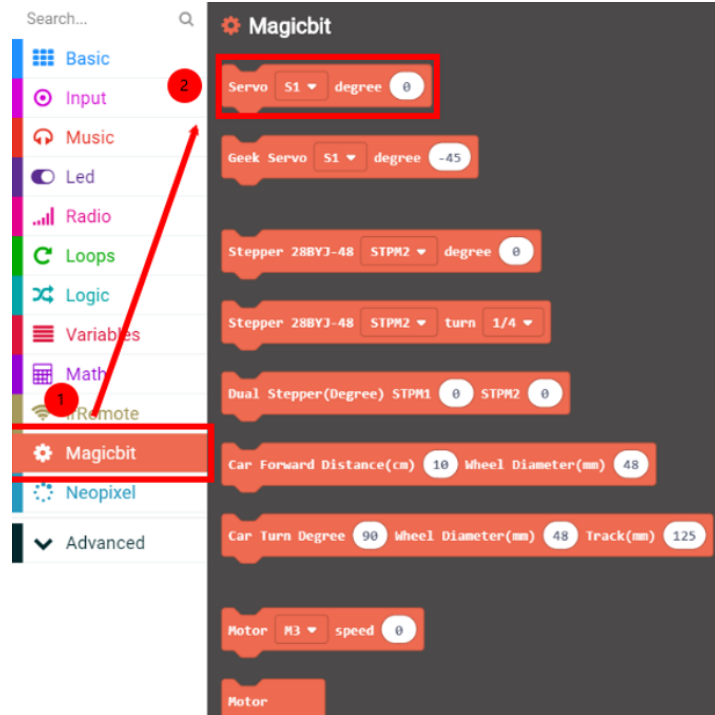 Search...
Basic
Input
Music
Led
Radio
Loops
Logic
Variables
Math
IrRemote
Magicbit
Neopixel
Advanced
1
2
Magicbit
Servo S1 degree 0
Geek Servo S1 degree -45
Stepper 28BYJ-48 STPM2 degree 0
Stepper 28BYJ-48 STPM2 turn 1/4
Dual Stepper(Degree) STPM1 0 STPM2 0
Car Forward Distance(cm) 10 Wheel Diameter(mm) 48
Car Turn Degree 90 Wheel Diameter(mm) 48 Track(mm) 125
Motor M3 speed 0
Motor